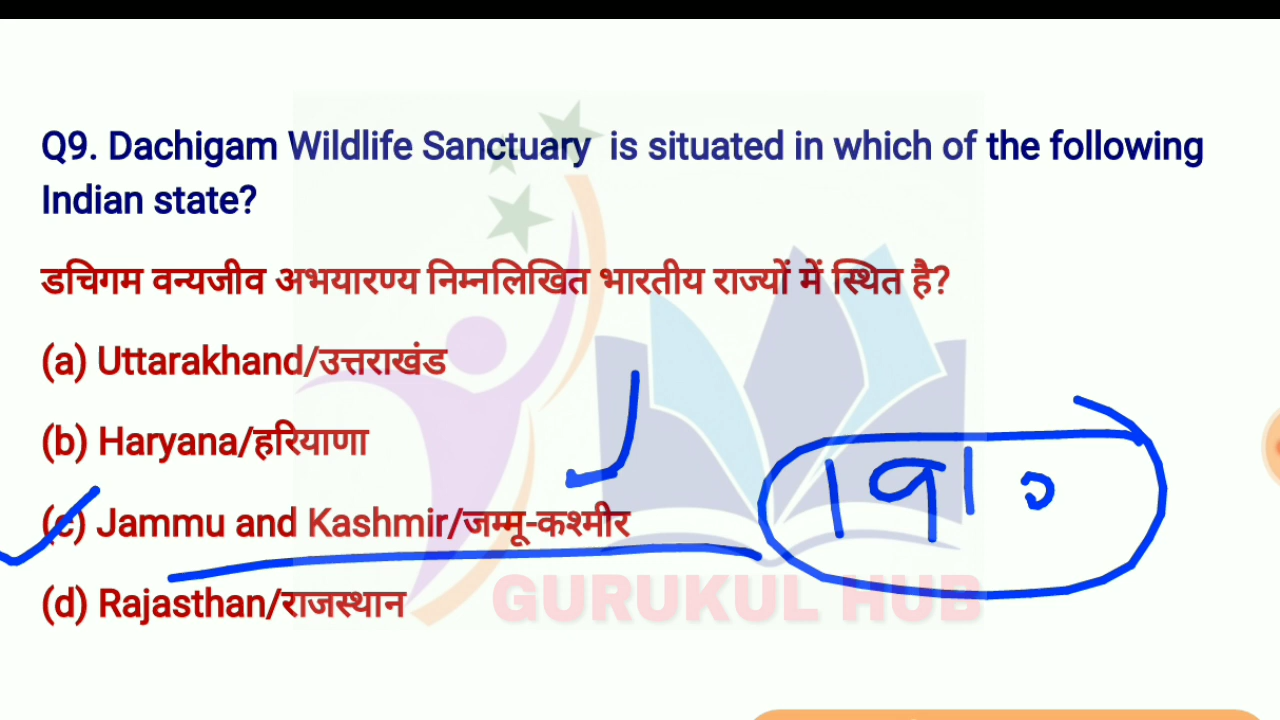 Q9. Dachigam Wildlife Sanctuary is situated in which of the following
Indian state?
डचिगम वन्यजीव अभयारण्य निम्नलिखित भारतीय राज्यों में स्थित है?
(a) Uttarakhand/उत्तराखंड
(b) Haryana/हरियाणा
(c) Jammu and Kashmir/जम्मू-कश्मीर
1910
(d) Rajasthan/राजस्थान
GURUKUL HUB